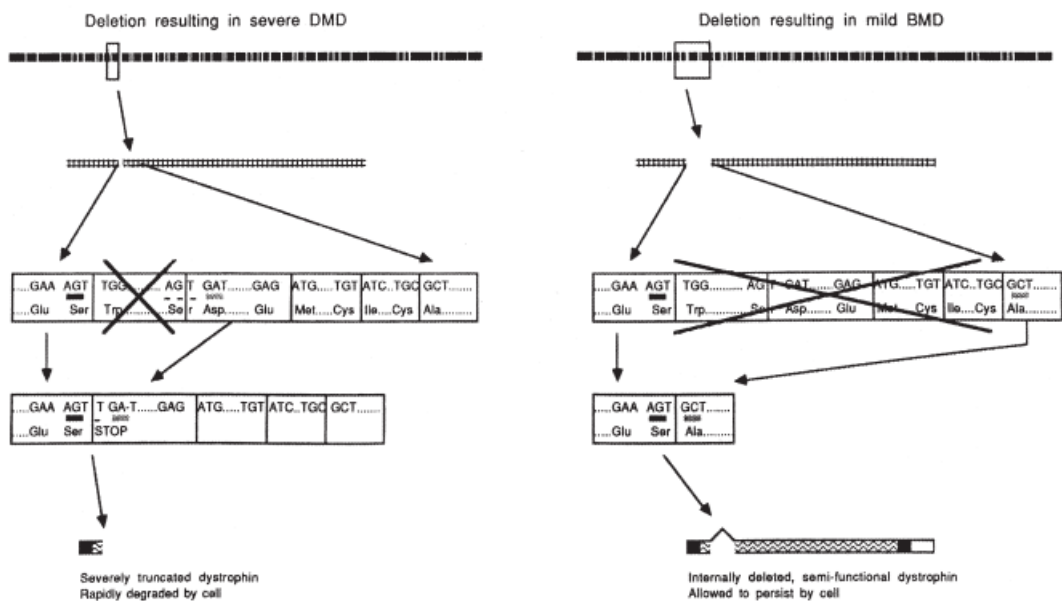 Deletion resulting in severe DMD
....GAA AGT TGG....... AG T GAT.......GAG ATG.....TGT ATC..TGC GCT.......
....Glu Ser Trp Se r Asp....... Glu Met....Cys Ile....Cys Ala.........
....GAA AGT T GA-T......GAG ATG.....TGT ATC..TGC GCT.......
.....Glu Ser STOP
Severely truncated dystrophin
Rapidly degraded by cell
Deletion resulting in mild BMD
....GAA AGT TGG......... AGT GAT.......GAG ATG.....TGT ATC..TGC GCT.......
....Glu Ser Trp....... Asp....... Glu Met....Cys Ile....Cys Ala.........
....GAA AGT GCT.......
.....Glu Ser Ala.........
Internally deleted, semi-functional dystrophin
Allowed to persist by cell